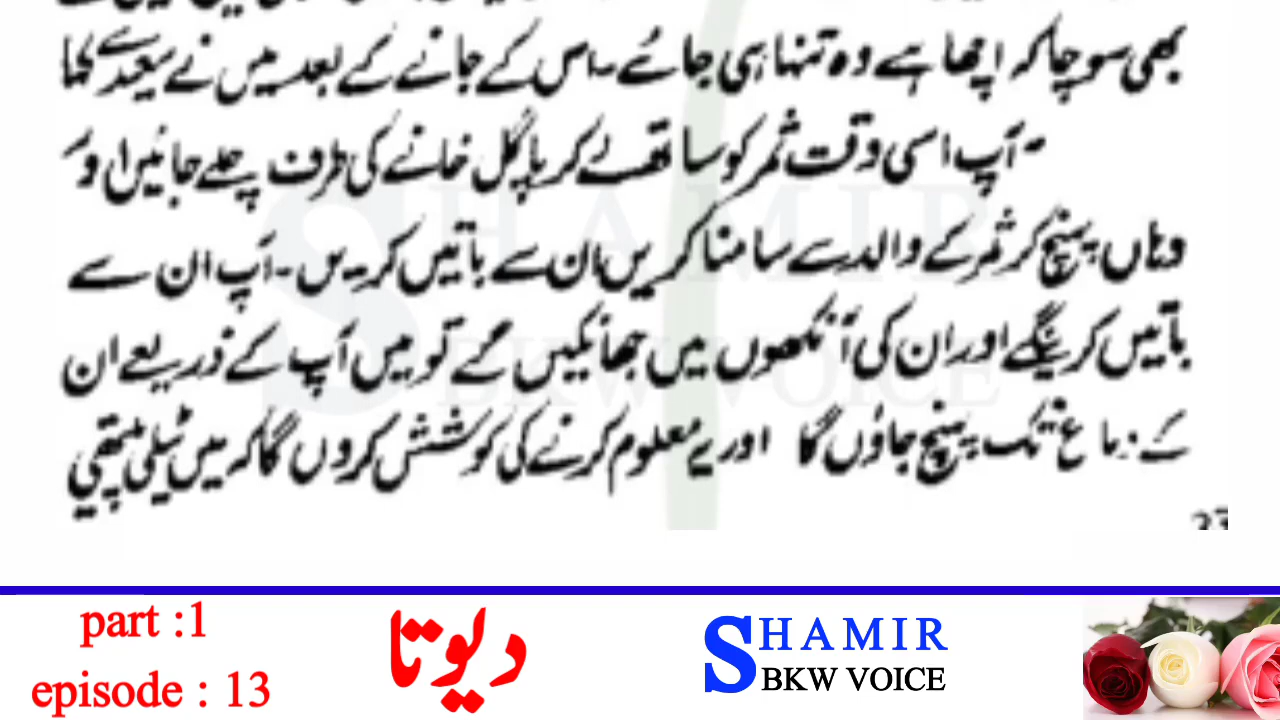 بھی سوچا کہ اچھا ہے وہ تنہا ہی جائے۔ اس کے جانے کے بعد میں نے سعید سے کہا
"آپ اسی وقت ثمر کو ساتھ لے کر پاگل خانے کی طرف چلے جائیں اور
وہاں پہنچ کر ثمر کے والد سے سامنا کریں ان سے باتیں کریں۔ آپ ان سے
باتیں کرینگے اور ان کی آنکھوں میں جھانکیں گے تو میں آپ کے ذریعے ان
کے دماغ تک پہنچ جاؤں گا اور یہ معلوم کرنے کی کوشش کروں گا کہ میں ٹیلی پیتھی
SHAMIR
BKW VOICE
part :1
episode : 13
دیوتا
SHAMIR
BKW VOICE